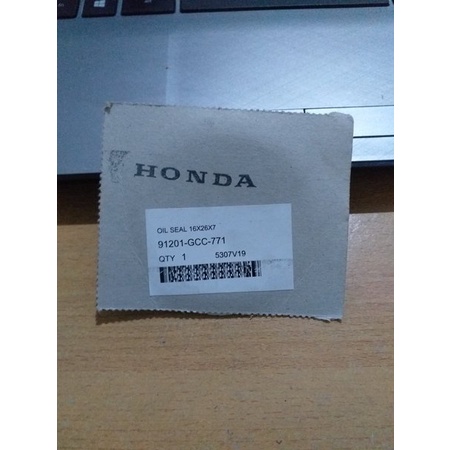 HONDA
OIL SEAL 16X26X7
91201-GCC-771
QTY 1 5307V19